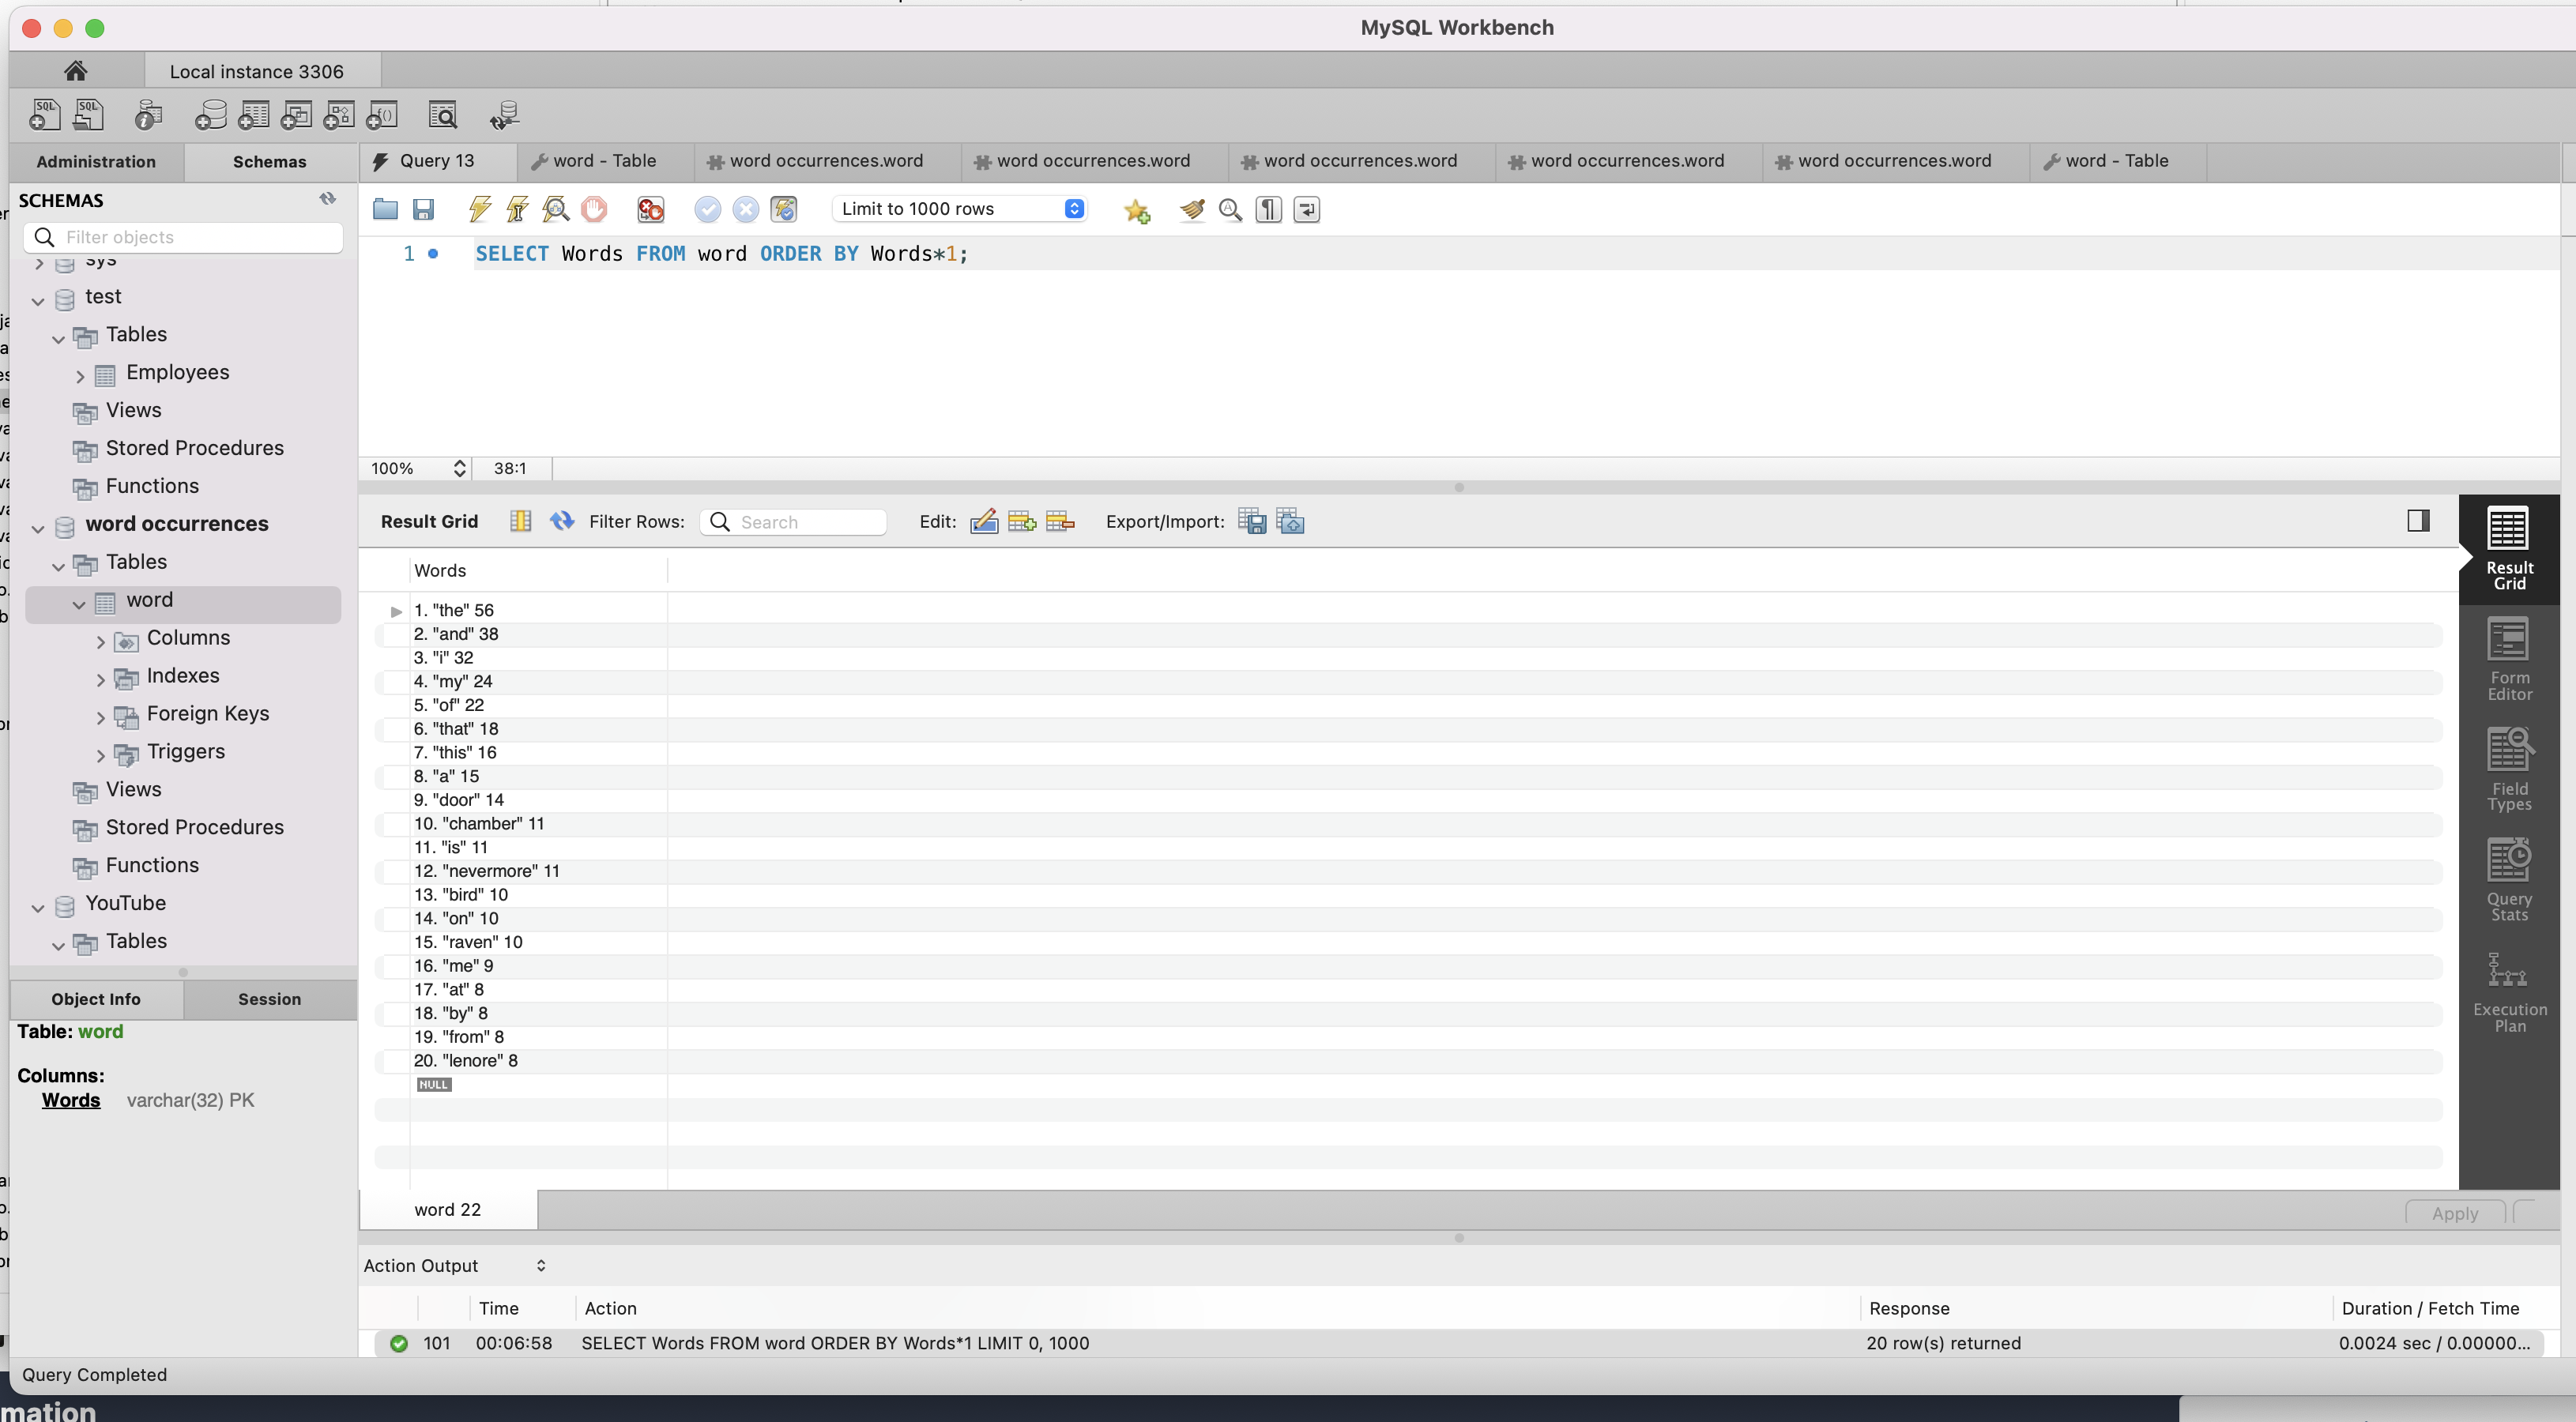 MySQL Workbench
Local instance 3306
Administration
Schemas
Query 13
word - Table
word occurrences.word
word occurrences.word
word occurrences.word
word occurrences.word
word occurrences.word
word - Table
SCHEMAS
Filter objects
sys
test
Tables
Employees
Views
Stored Procedures
Functions
word occurrences
Tables
word
Columns
Indexes
Foreign Keys
Triggers
Views
Stored Procedures
Functions
YouTube
Tables
Object Info
Session
Table: word
Columns:
Words varchar(32) PK
Limit to 1000 rows
1 SELECT Words FROM word ORDER BY Words*1;
100% 38:1
Result Grid
Filter Rows:
Search
Edit:
Export/Import:
Words
1. "the" 56
2. "and" 38
3. "i" 32
4. "my" 24
5. "of" 22
6. "that" 18
7. "this" 16
8. "a" 15
9. "door" 14
10. "chamber" 11
11. "is" 11
12. "nevermore" 11
13. "bird" 10
14. "on" 10
15. "raven" 10
16. "me" 9
17. "at" 8
18. "by" 8
19. "from" 8
20. "lenore" 8
NULL
Result
Grid
Form
Editor
Field
Types
Query
Stats
Execution
Plan
word 22
Apply
Action Output
Time Action Response Duration / Fetch Time
101 00:06:58 SELECT Words FROM word ORDER BY Words*1 LIMIT 0, 1000 20 row(s) returned 0.0024 sec / 0.00000...
Query Completed
mation